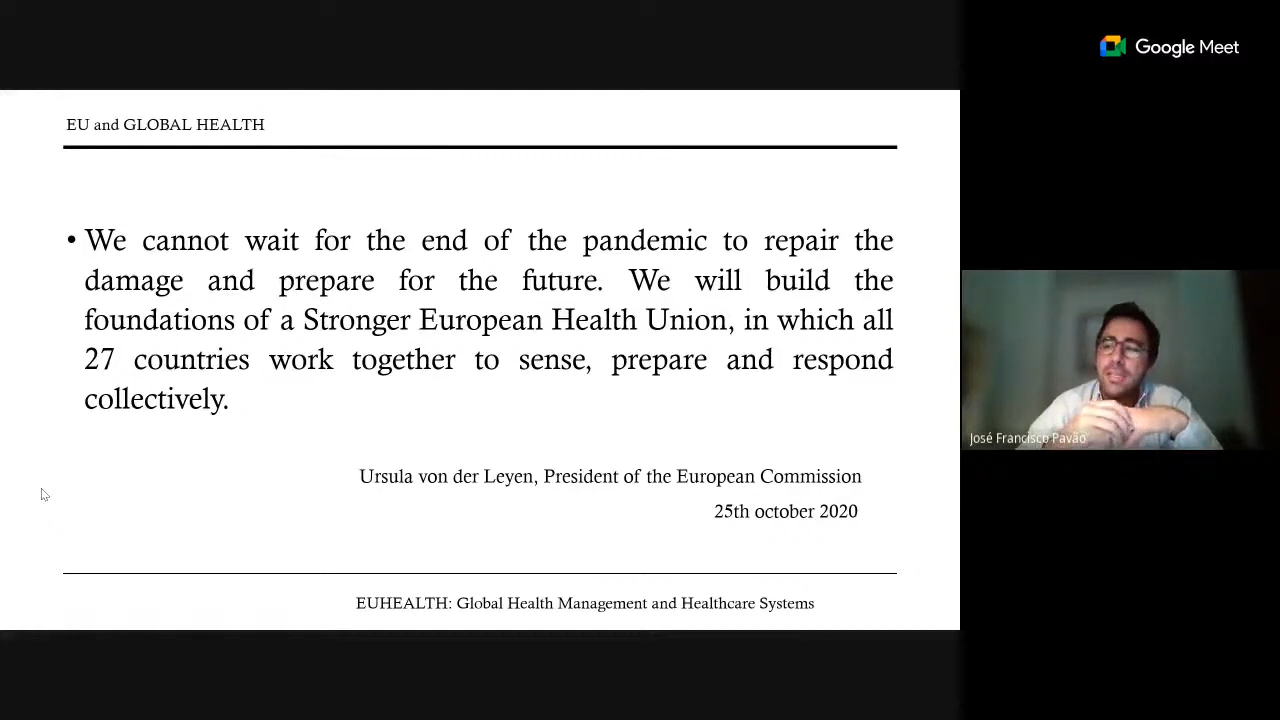 Google Meet
EU and GLOBAL HEALTH
• We cannot wait for the end of the pandemic to repair the
damage and prepare for the future. We will build the
foundations of a Stronger European Health Union, in which all
27 countries work together to sense, prepare and respond
collectively.
Ursula von der Leyen, President of the European Commission
25th october 2020
EUHEALTH: Global Health Management and Healthcare Systems
José Francisco Pavão